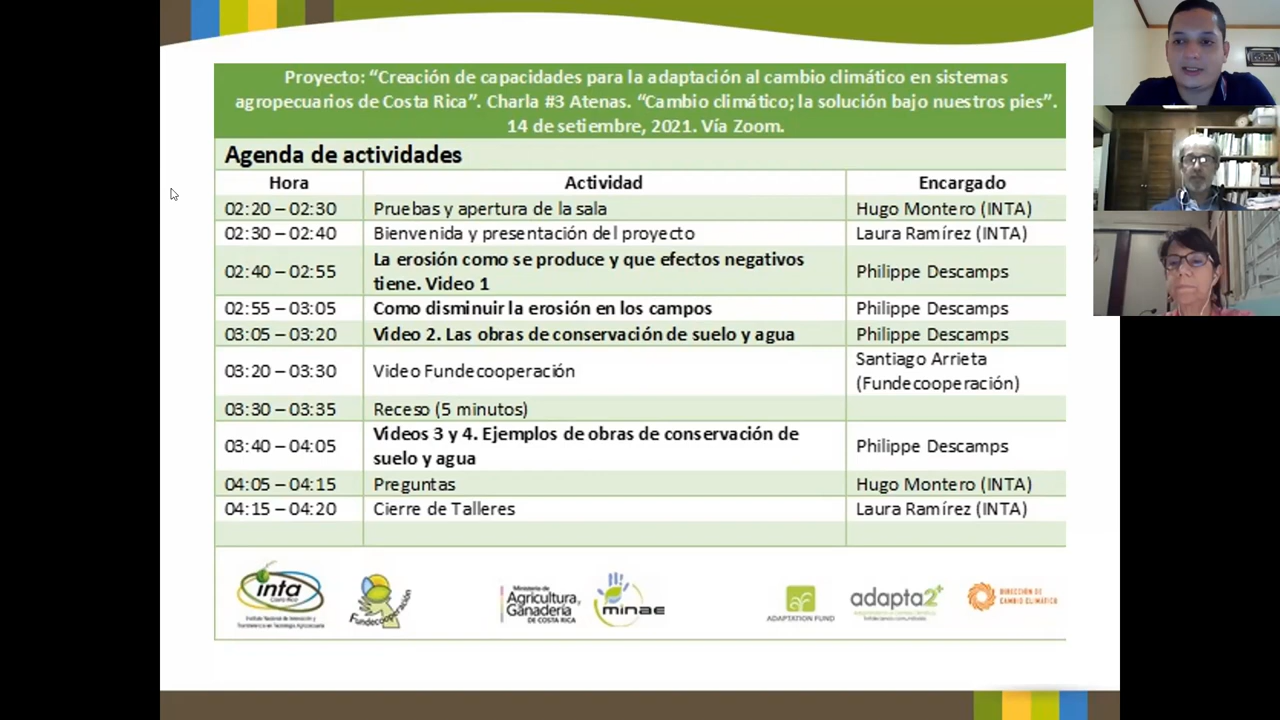 Proyecto: “Creación de capacidades para la adaptación al cambio climático en sistemas
agropecuarios de Costa Rica”. Charla #3 Atenas. “Cambio climático; la solución bajo nuestros pies”.
14 de setiembre, 2021. Vía Zoom.
Agenda de actividades
Hora Actividad Encargado
02:20 – 02:30 Pruebas y apertura de la sala Hugo Montero (INTA)
02:30 – 02:40 Bienvenida y presentación del proyecto Laura Ramírez (INTA)
02:40 – 02:55 La erosión como se produce y que efectos negativos
tiene. Video 1 Philippe Descamps
02:55 – 03:05 Como disminuir la erosión en los campos Philippe Descamps
03:05 – 03:20 Video 2. Las obras de conservación de suelo y agua Philippe Descamps
03:20 – 03:30 Video Fundecooperación Santiago Arrieta
(Fundecooperación)
03:30 – 03:35 Receso (5 minutos)
03:40 – 04:05 Videos 3 y 4. Ejemplos de obras de conservación de
suelo y agua Philippe Descamps
04:05 – 04:15 Preguntas Hugo Montero (INTA)
04:15 – 04:20 Cierre de Talleres Laura Ramírez (INTA)
inta
Costa Rica
Instituto Nacional de Innovación y
Transferencia en Tecnología Agropecuaria
Fundecooperación
Ministerio de
Agricultura y
Ganadería
DE COSTA RICA
minae
ADAPTATION FUND
adapta2+
DIRECCIÓN DE
CAMBIO CLIMÁTICO